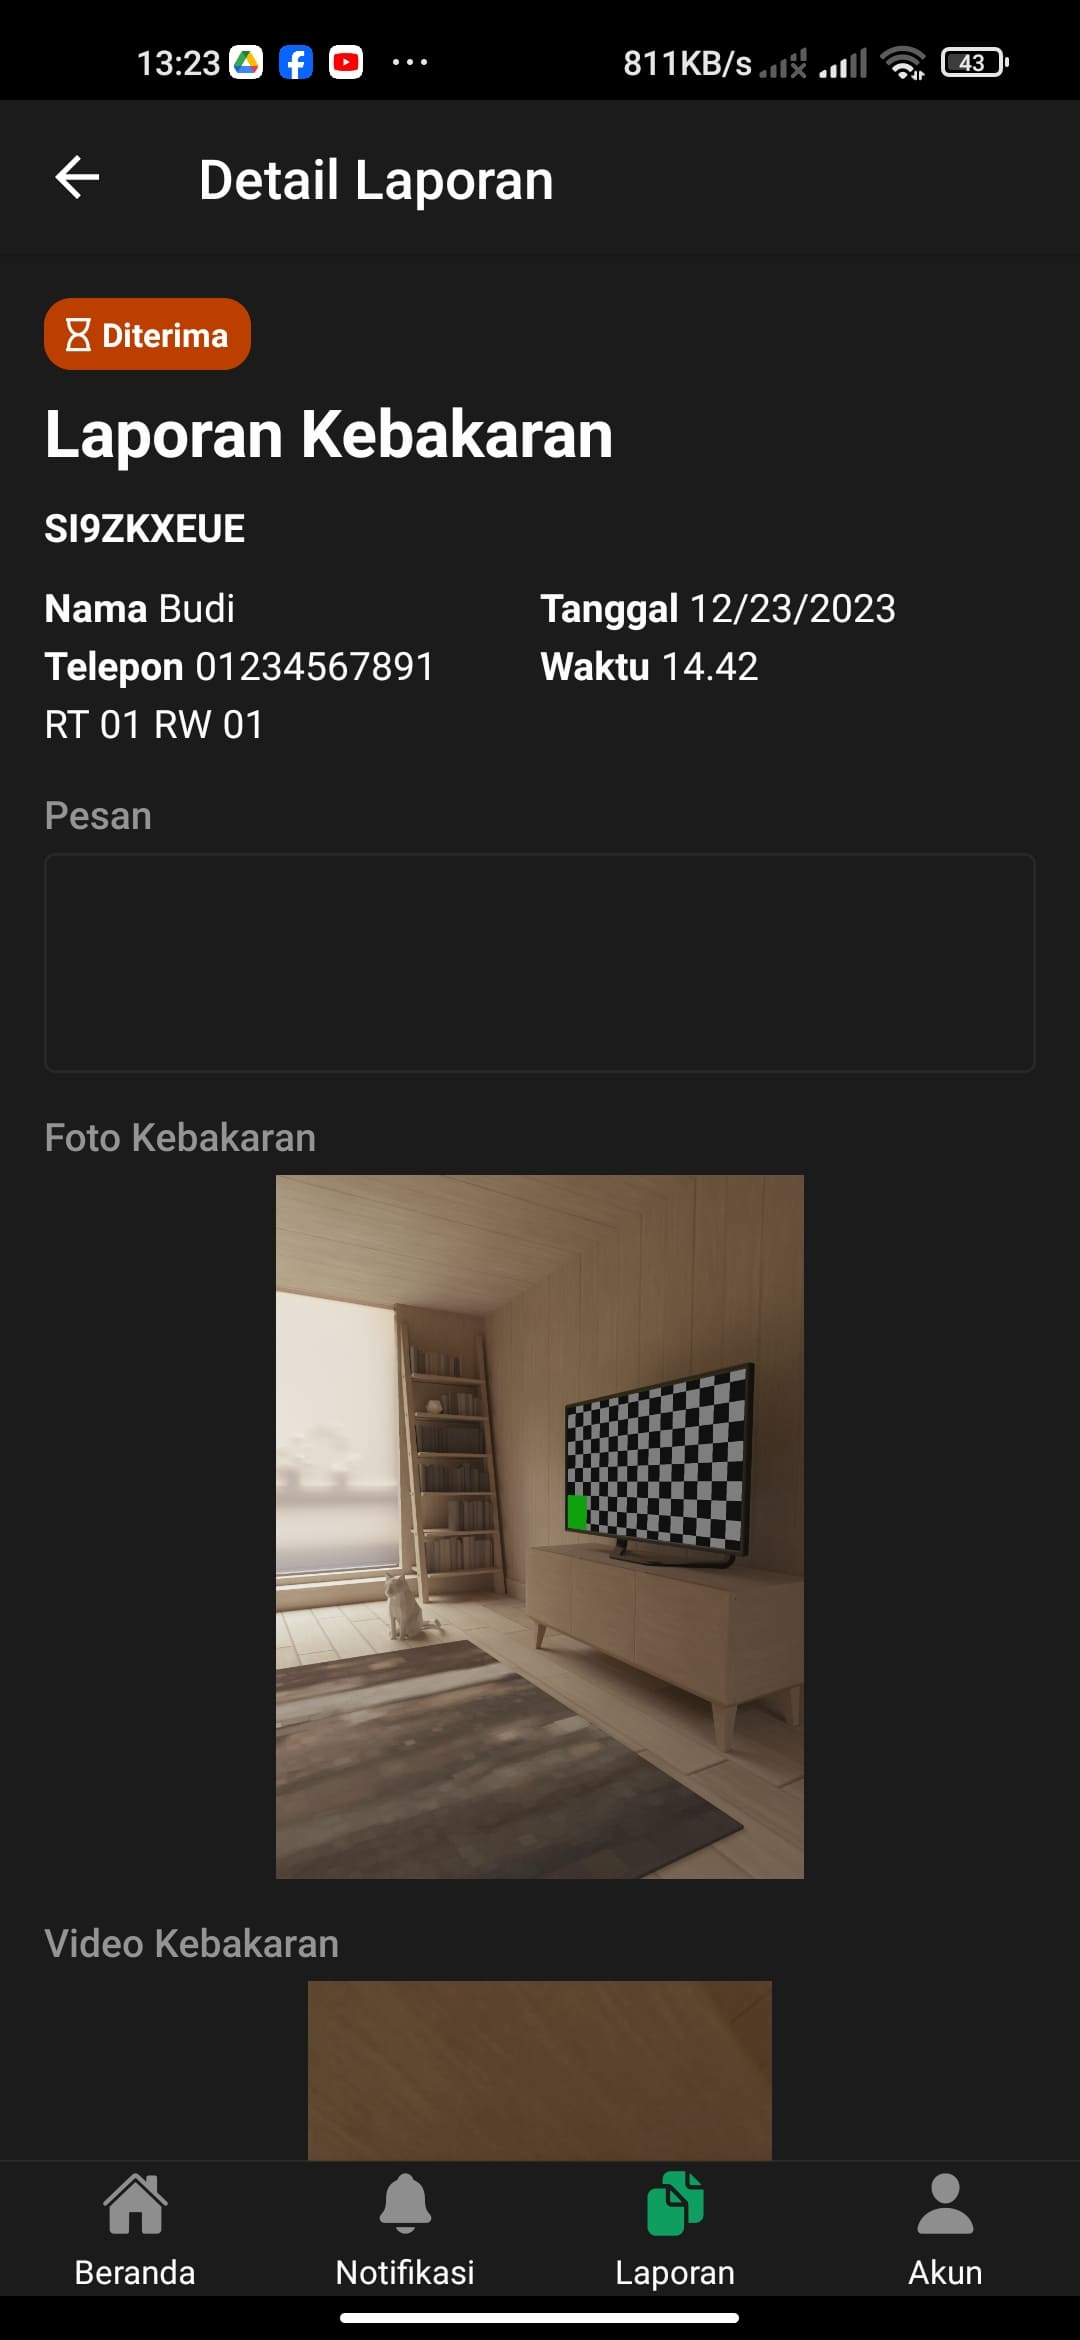 13:23 811KB/s 43
Detail Laporan
Diterima
Laporan Kebakaran
SI9ZKXEUE
Nama Budi
Tanggal 12/23/2023
Telepon 01234567891
Waktu 14.42
RT 01 RW 01
Pesan
Foto Kebakaran
Video Kebakaran
Beranda
Notifikasi
Laporan
Akun